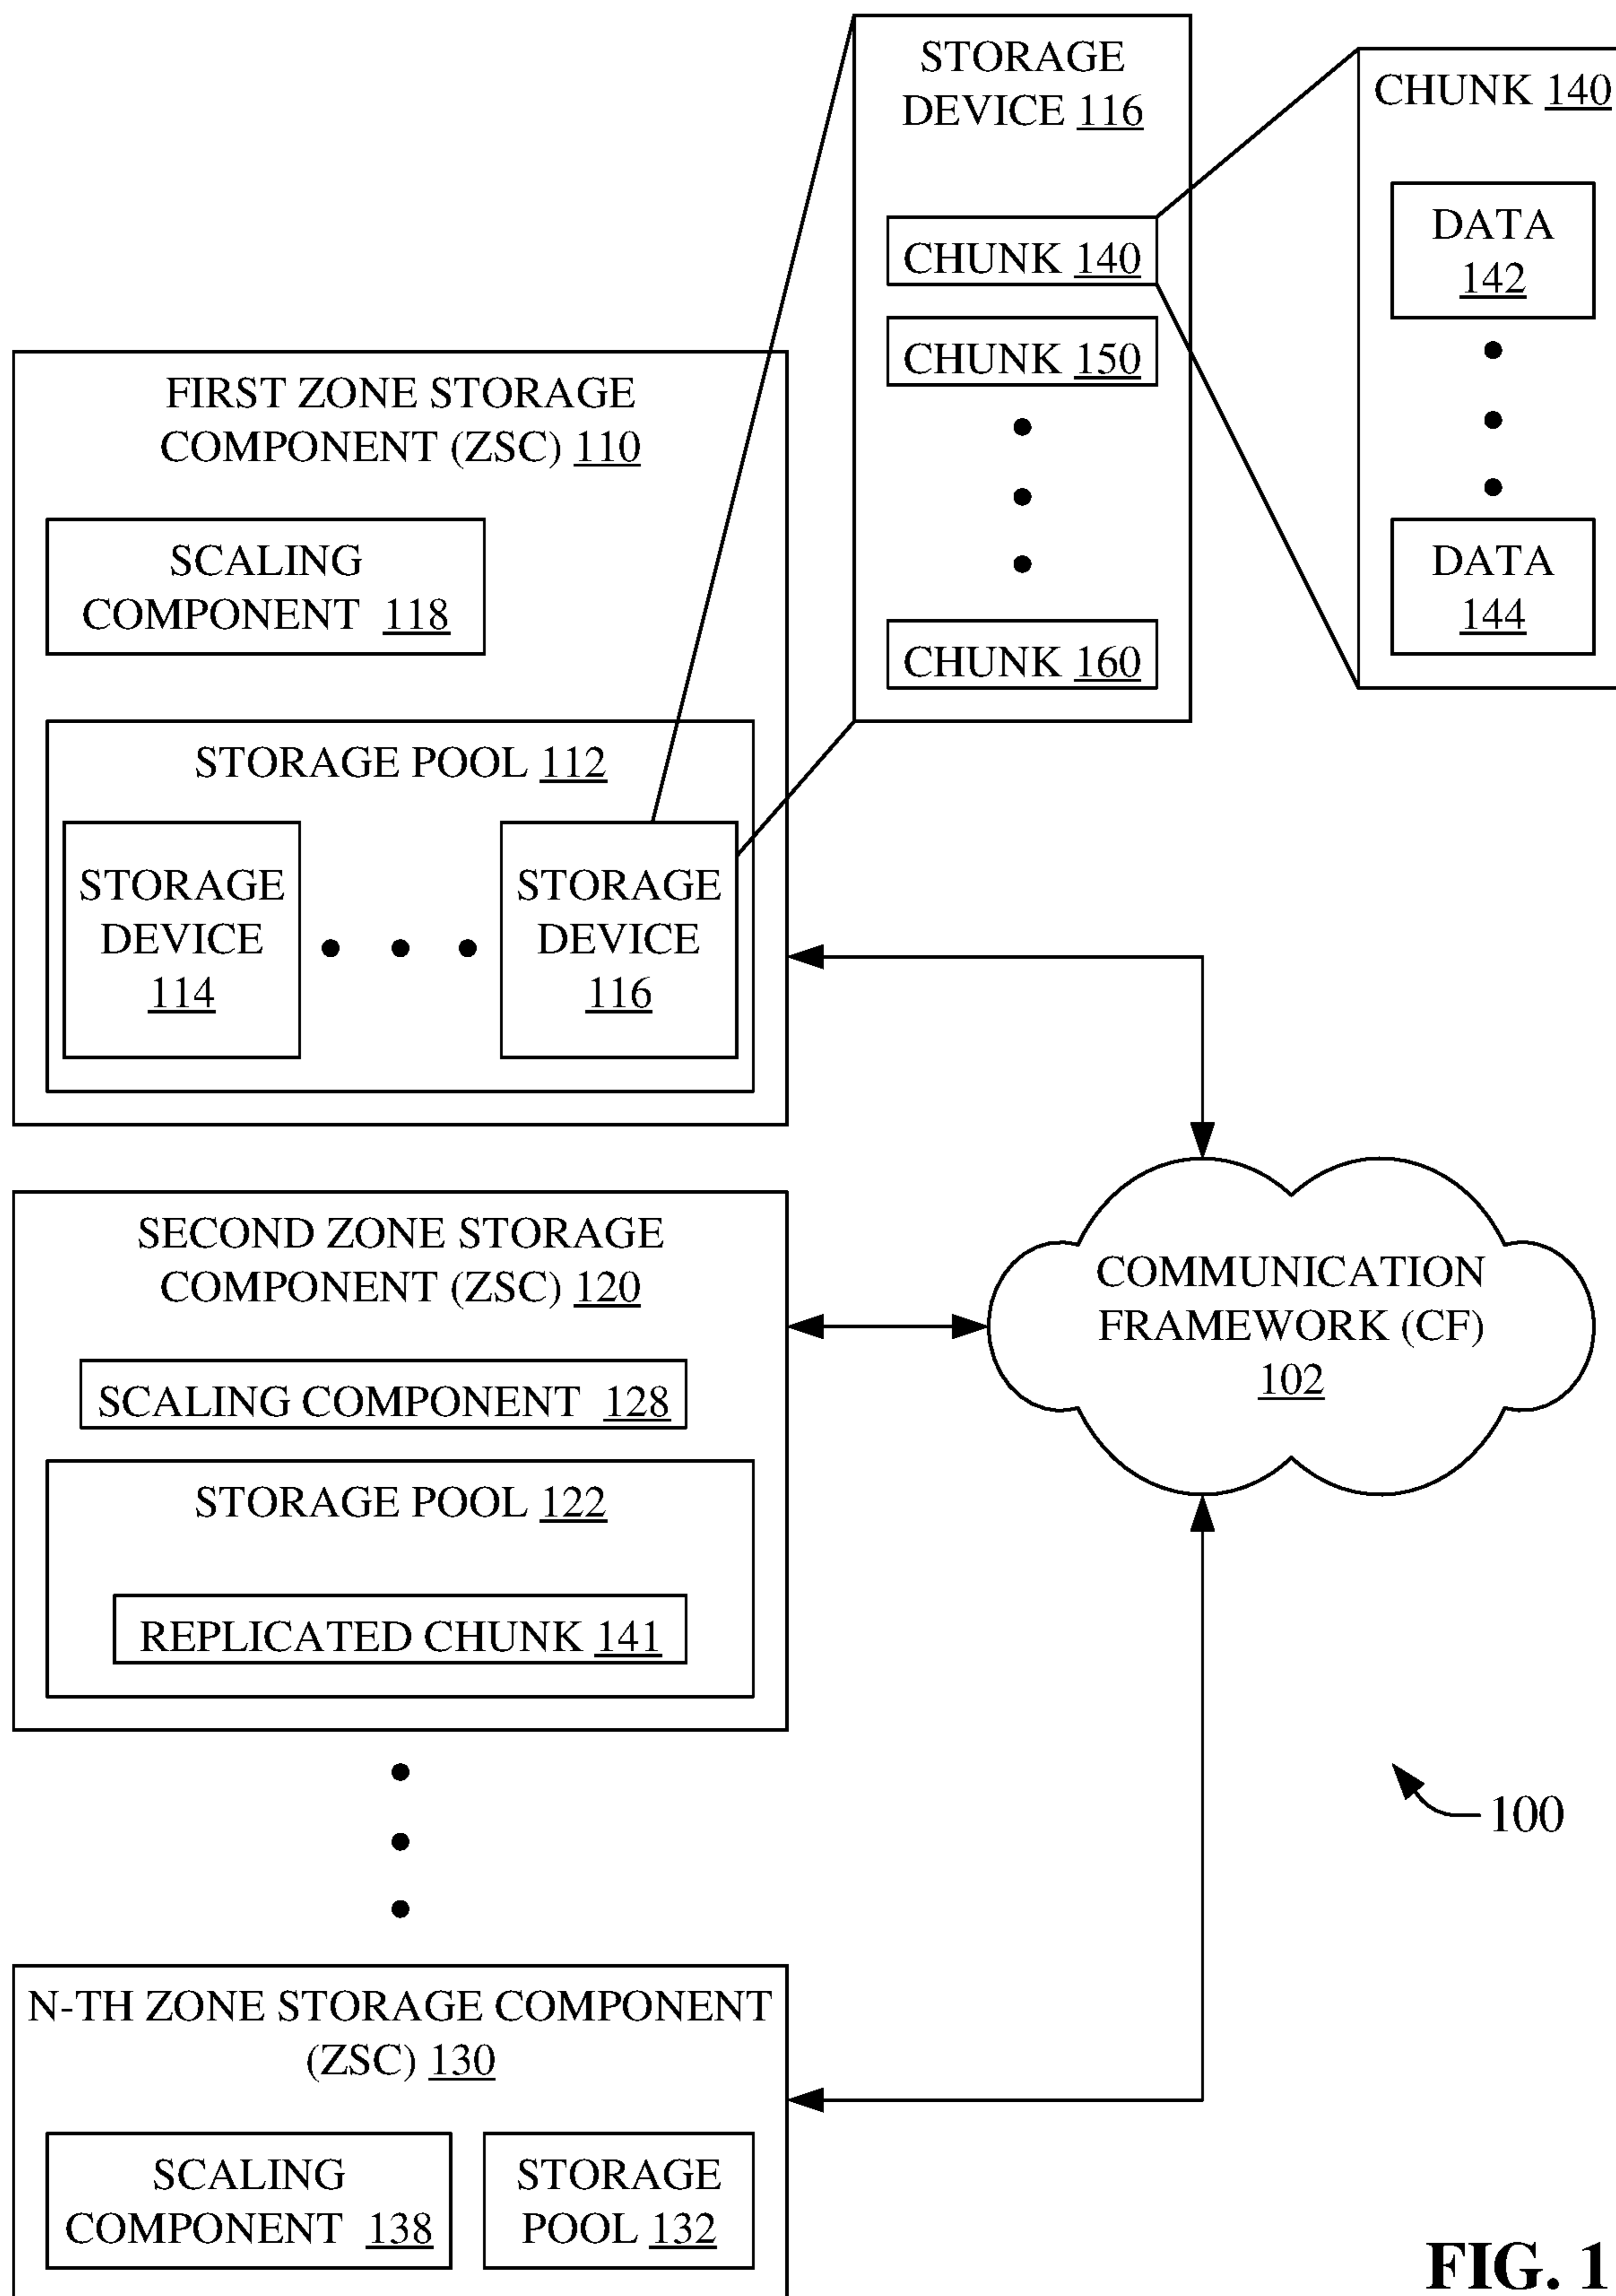 STORAGE
DEVICE 116
CHUNK 140
CHUNK 150
CHUNK 160
CHUNK 140
DATA
142
DATA
144
FIRST ZONE STORAGE
COMPONENT (ZSC) 110
SCALING
COMPONENT 118
STORAGE POOL 112
STORAGE
DEVICE
114
STORAGE
DEVICE
116
SECOND ZONE STORAGE
COMPONENT (ZSC) 120
SCALING COMPONENT 128
STORAGE POOL 122
REPLICATED CHUNK 141
COMMUNICATION
FRAMEWORK (CF)
102
100
N-TH ZONE STORAGE COMPONENT
(ZSC) 130
SCALING
COMPONENT 138
STORAGE
POOL 132
FIG. 1